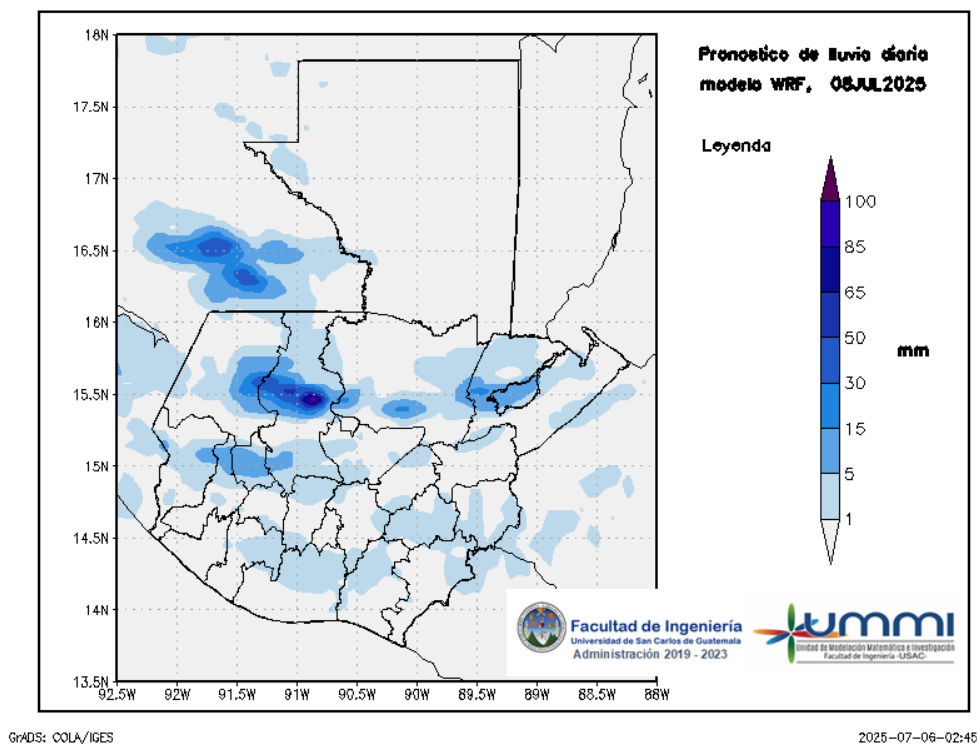 Pronostico de lluvia diaria
modelo WRF, 08JUL2025
Leyenda
100
85
65
50
30
15
5
1
mm
18N
17.5N
17N
16.5N
16N
15.5N
15N
14.5N
14N
13.5N
92.5W 92W 91.5W 91W 90.5W 90W 89.5W 89W 88.5W 88W
Facultad de Ingeniería
Universidad de San Carlos de Guatemala
Administración 2019 - 2023
UMMI
Unidad de Modelación Matemática e Investigación
Facultad de Ingeniería -USAC-
GrADS: COLA/IGES
2025-07-06-02:45